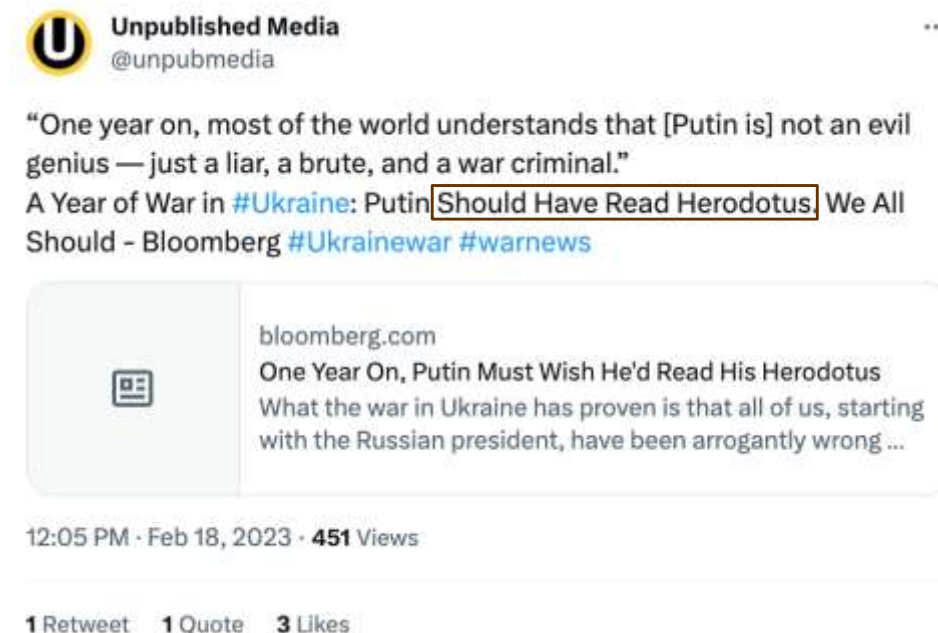 Unpublished Media
@unpubmedia
“One year on, most of the world understands that [Putin is] not an evil
genius — just a liar, a brute, and a war criminal.”
A Year of War in #Ukraine: Putin Should Have Read Herodotus, We All
Should - Bloomberg #Ukrainewar #warnews
bloomberg.com
One Year On, Putin Must Wish He'd Read His Herodotus
What the war in Ukraine has proven is that all of us, starting
with the Russian president, have been arrogantly wrong ...
12:05 PM · Feb 18, 2023 · 451 Views
1 Retweet 1 Quote 3 Likes